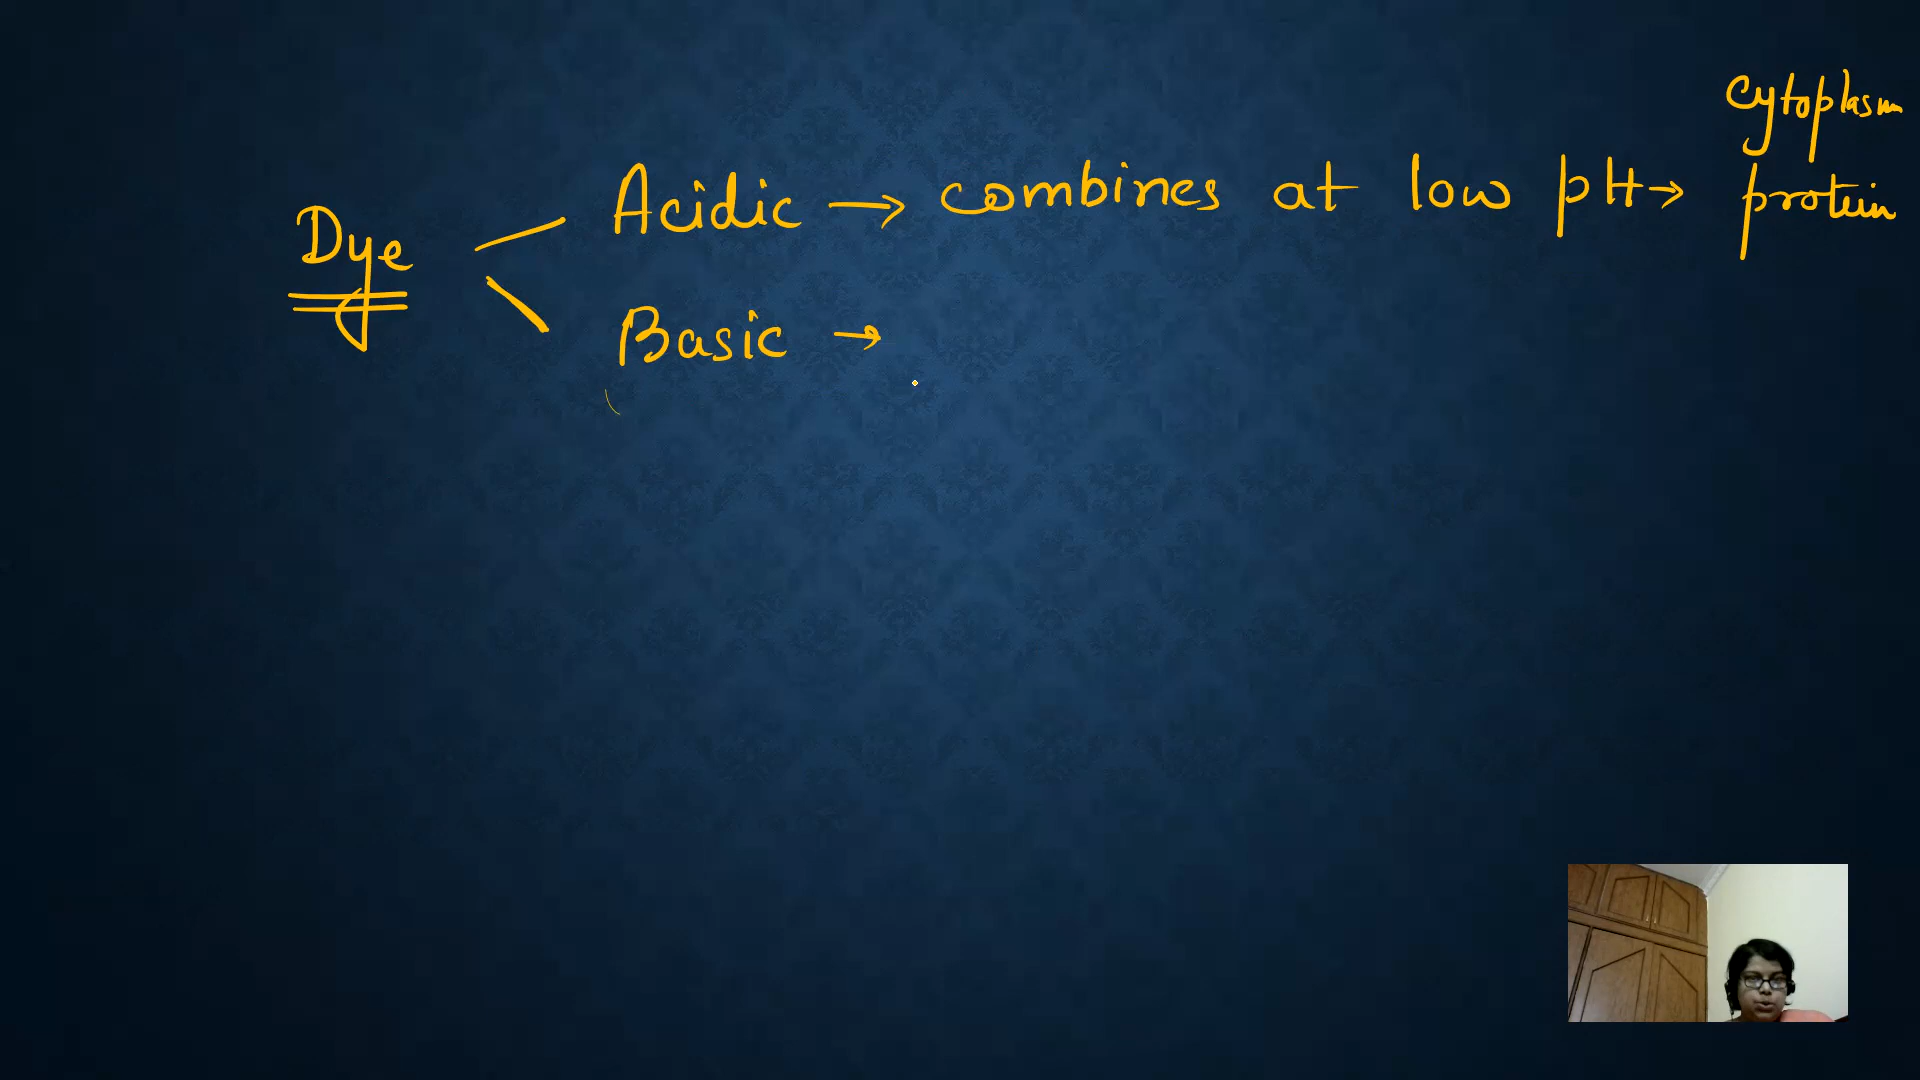 cytoplasm
Acidic → combines at low pH → protein
Dye
Basic →